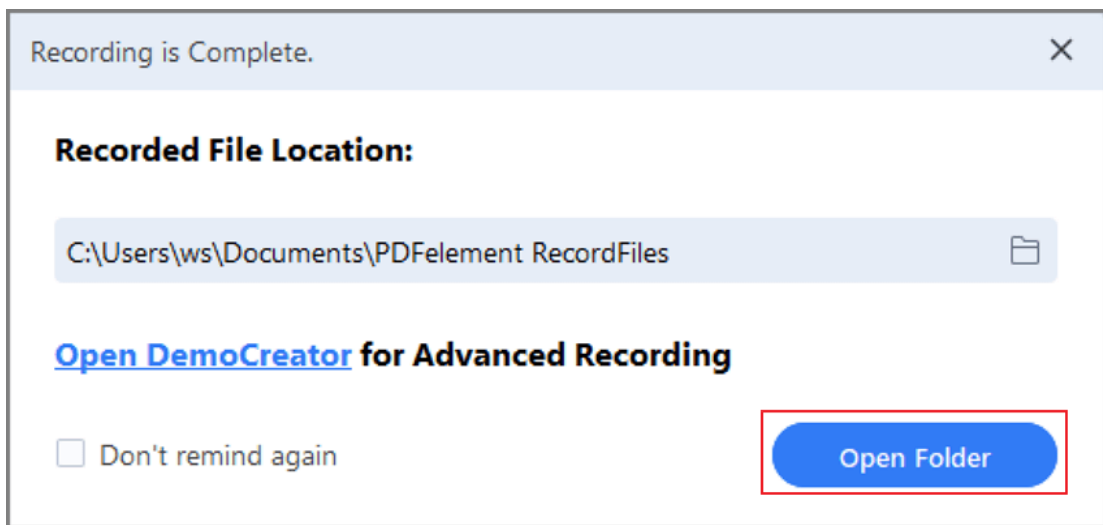 Recording is Complete.
Recorded File Location:
C:\Users\ws\Documents\PDFelement RecordFiles
Open DemoCreator for Advanced Recording
Don't remind again
Open Folder